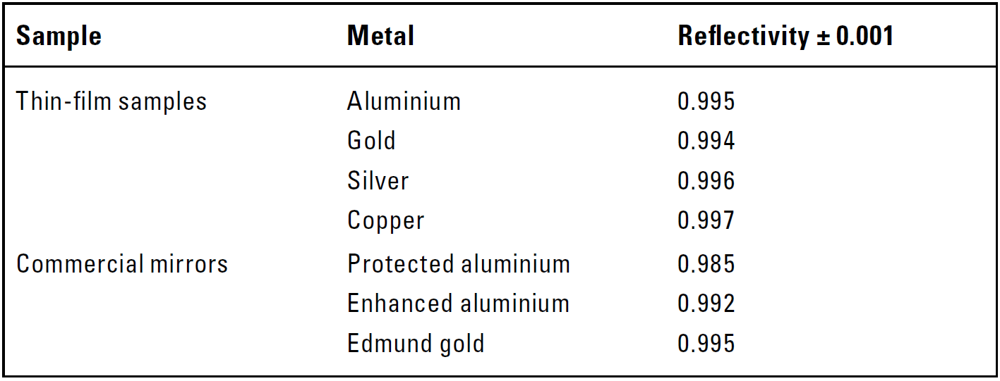 Sample Metal Reflectivity ± 0.001
Thin-film samples Aluminium 0.995
Gold 0.994
Silver 0.996
Copper 0.997
Commercial mirrors Protected aluminium 0.985
Enhanced aluminium 0.992
Edmund gold 0.995